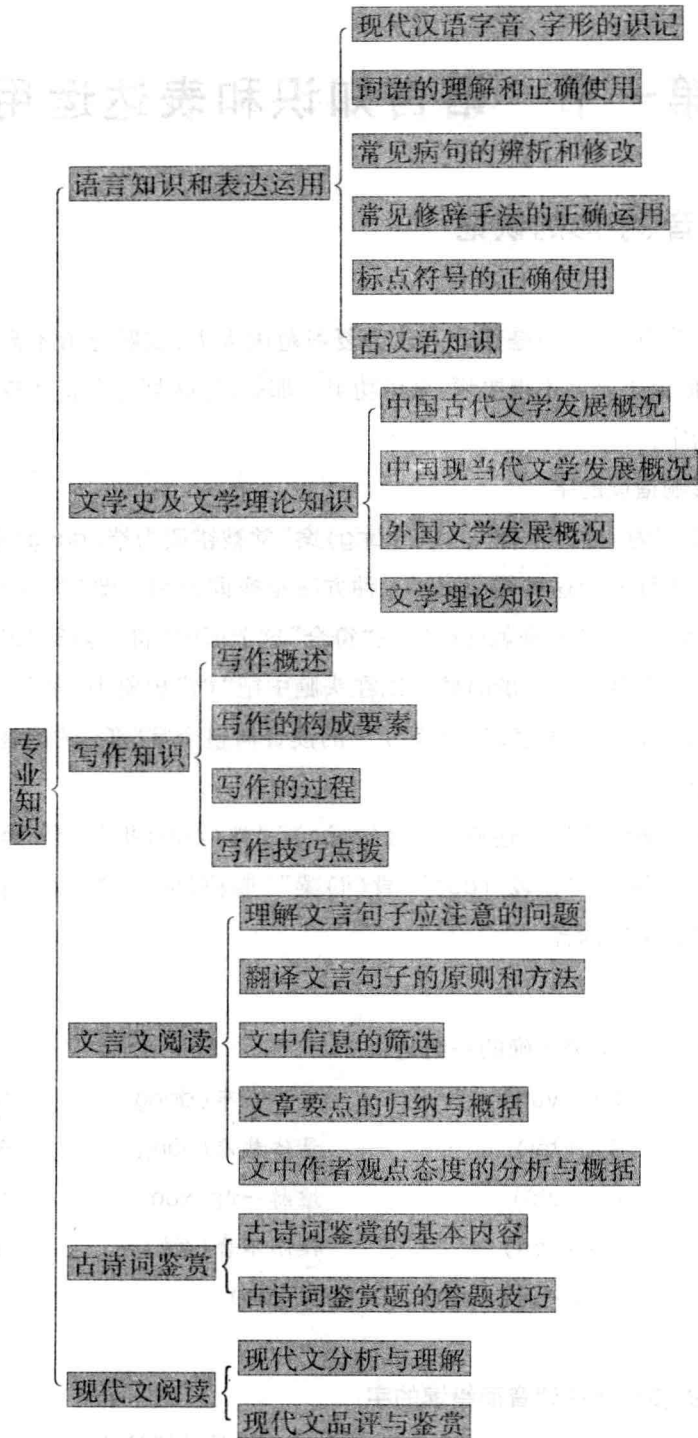 专业知识
语言知识和表达运用
现代汉语字音、字形的识记
词语的理解和正确使用
常见病句的辨析和修改
常见修辞手法的正确运用
标点符号的正确使用
古汉语知识
文学史及文学理论知识
中国古代文学发展概况
中国现当代文学发展概况
外国文学发展概况
文学理论知识
写作知识
写作概述
写作的构成要素
写作的过程
写作技巧点拨
文言文阅读
理解文言句子应注意的问题
翻译文言句子的原则和方法
文中信息的筛选
文章要点的归纳与概括
文中作者观点态度的分析与概括
古诗词鉴赏
古诗词鉴赏的基本内容
古诗词鉴赏题的答题技巧
现代文阅读
现代文分析与理解
现代文品评与鉴赏